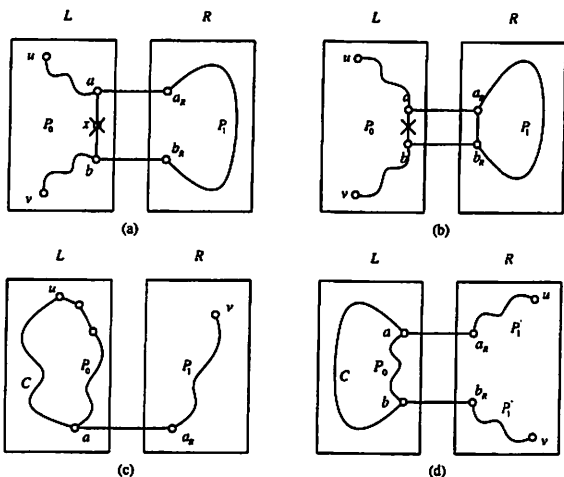 L R
u
a
a_R
P_0 x P_1
b
b_R
v
(a)
L R
u
a
a_R
P_0 P_1
b
b_R
v
(b)
L R
u
v
P_0 P_1
C
a
a_R
(c)
L R
u
a
a_R
P_1'
C P_0
b
b_R
P_1'
v
(d)